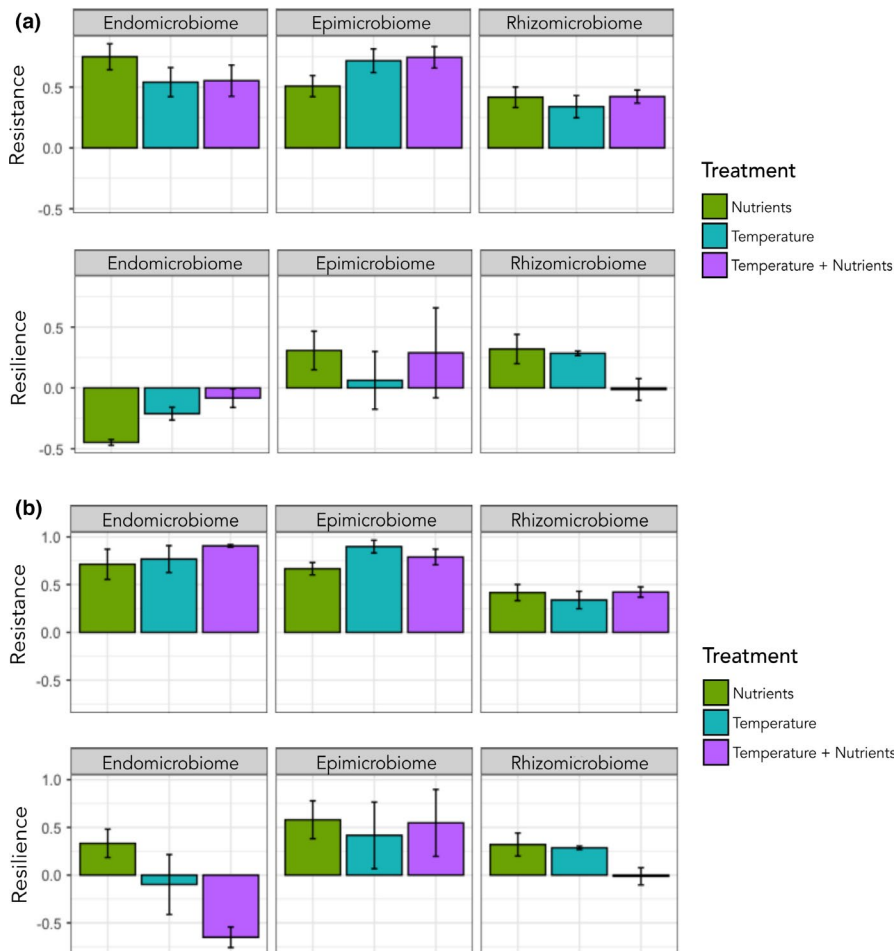 (a)
Endomicrobiome Epimicrobiome Rhizomicrobiome
Resistance
0.5
0.0
-0.5
Treatment
Nutrients
Temperature
Temperature + Nutrients
Endomicrobiome Epimicrobiome Rhizomicrobiome
Resilience
0.5
0.0
-0.5
(b)
Endomicrobiome Epimicrobiome Rhizomicrobiome
Resistance
1.0
0.5
0.0
-0.5
Treatment
Nutrients
Temperature
Temperature + Nutrients
Endomicrobiome Epimicrobiome Rhizomicrobiome
Resilience
1.0
0.5
0.0
-0.5